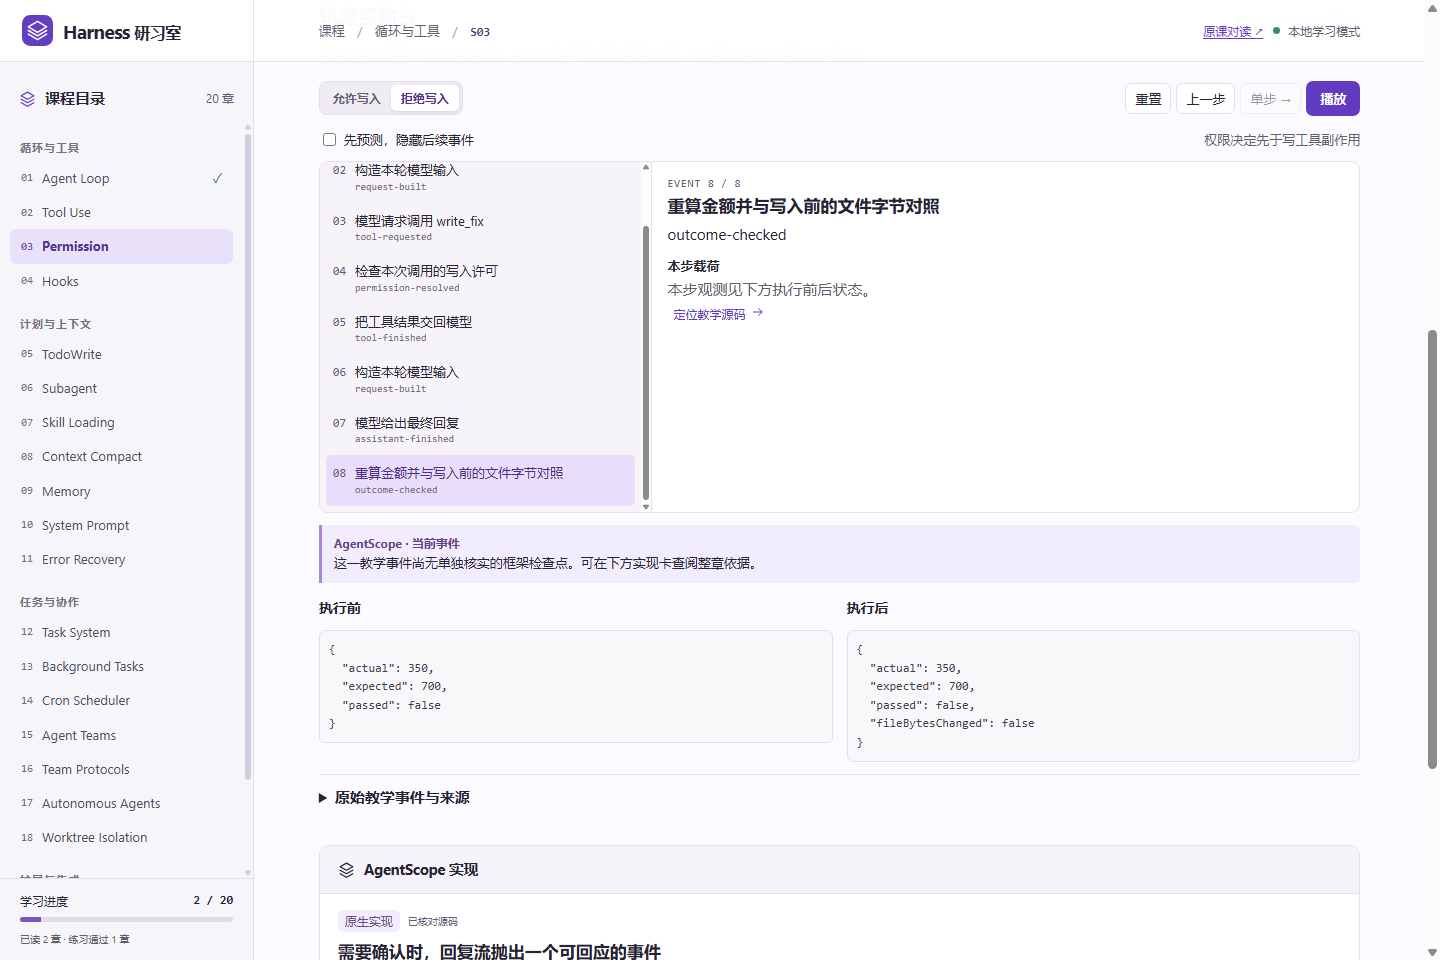 Harness 研习室
课程 / 循环与工具 / S03
原课对读 ↗
本地学习模式
课程目录
20 章
循环与工具
01 Agent Loop ✓
02 Tool Use
03 Permission
04 Hooks
计划与上下文
05 TodoWrite
06 Subagent
07 Skill Loading
08 Context Compact
09 Memory
10 System Prompt
11 Error Recovery
任务与协作
12 Task System
13 Background Tasks
14 Cron Scheduler
15 Agent Teams
16 Team Protocols
17 Autonomous Agents
18 Worktree Isolation
学习进度
2 / 20
已读 2 章 · 练习通过 1 章
允许写入
拒绝写入
重置
上一步
单步 →
播放
先预测，隐藏后续事件
权限决定先于写工具副作用
02 构造本轮模型输入
request-built
03 模型请求调用 write_fix
tool-requested
04 检查本次调用的写入许可
permission-resolved
05 把工具结果交回模型
tool-finished
06 构造本轮模型输入
request-built
07 模型给出最终回复
assistant-finished
08 重算金额并与写入前的文件字节对照
outcome-checked
EVENT 8 / 8
重算金额并与写入前的文件字节对照
outcome-checked
本步载荷
本步观测见下方执行前后状态。
定位教学源码 →
AgentScope · 当前事件
这一教学事件尚无单独核实的框架检查点。可在下方实现卡查阅整章依据。
执行前
{
"actual": 350,
"expected": 700,
"passed": false
}
执行后
{
"actual": 350,
"expected": 700,
"passed": false,
"fileBytesChanged": false
}
▶ 原始教学事件与来源
AgentScope 实现
原生实现
已核对源码
需要确认时，回复流抛出一个可回应的事件